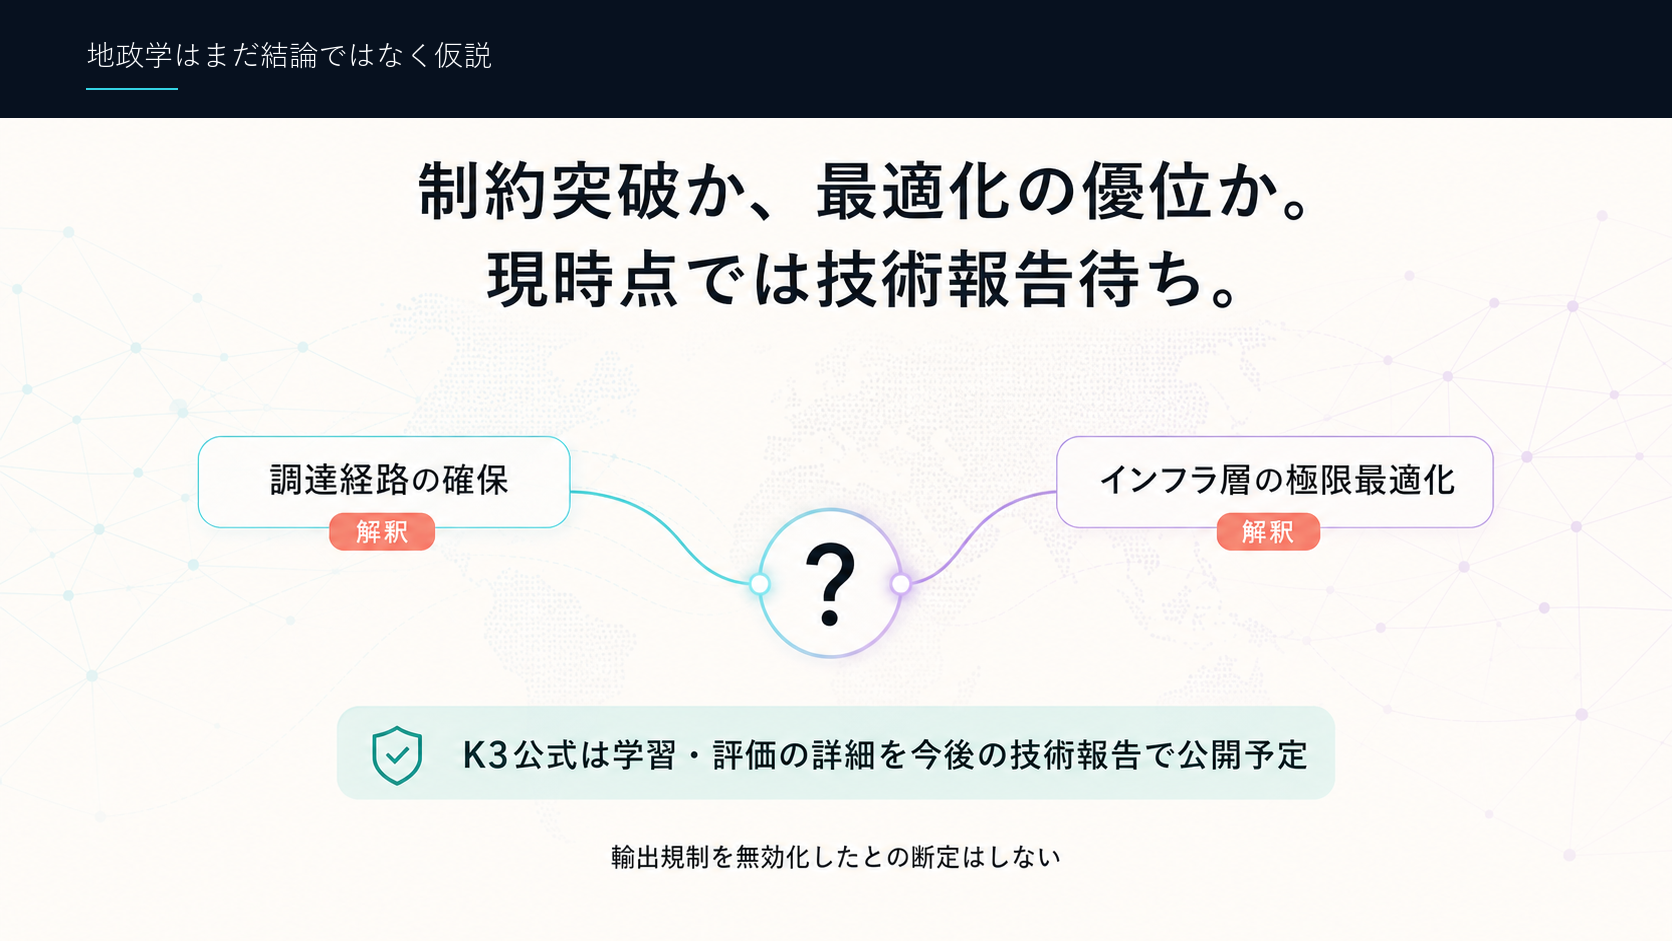 地政学はまだ結論ではなく仮説
制約突破か、最適化の優位か。
現時点では技術報告待ち。
調達経路の確保
解釈
インフラ層の極限最適化
解釈
?
K3公式は学習・評価の詳細を今後の技術報告で公開予定
輸出規制を無効化したとの断定はしない